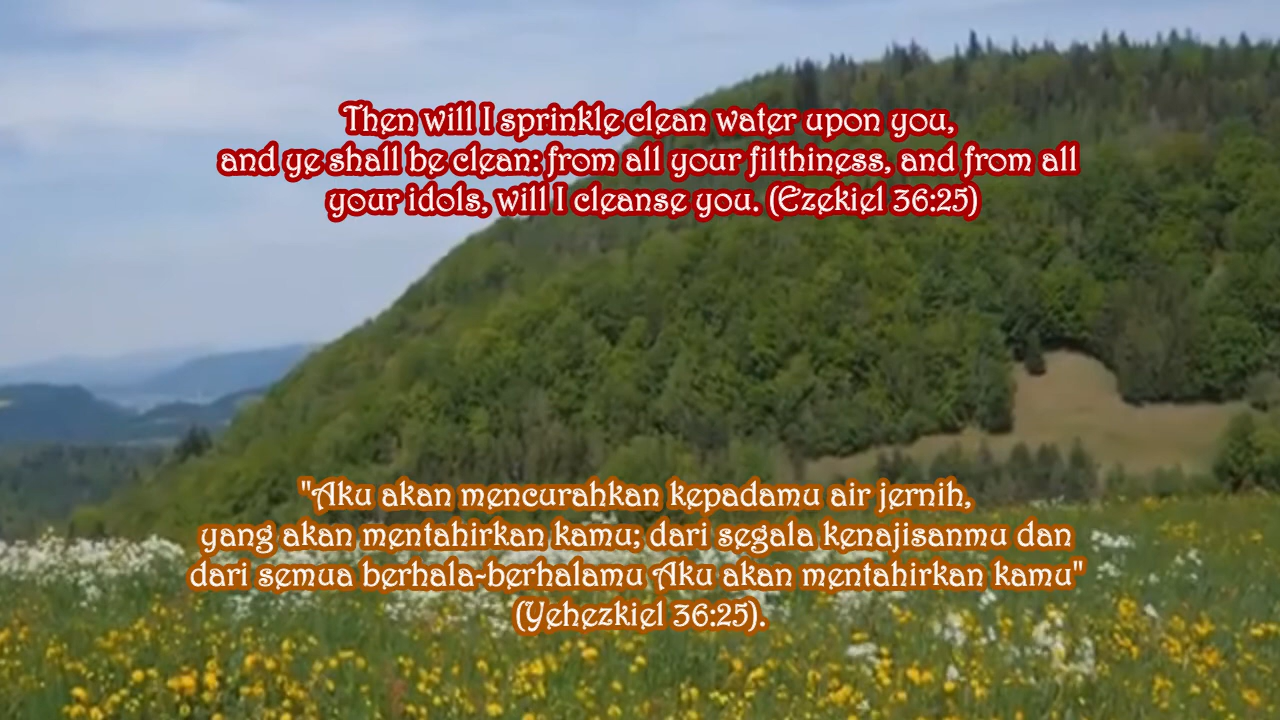 Then will I sprinkle clean water upon you,
and ye shall be clean: from all your filthiness, and from all
your idols, will I cleanse you. (Ezekiel 36:25)
"Aku akan mencurahkan kepadamu air jernih,
yang akan mentahirkan kamu; dari segala kenajisanmu dan
dari semua berhala-berhalamu Aku akan mentahirkan kamu"
(Yehezkiel 36:25).